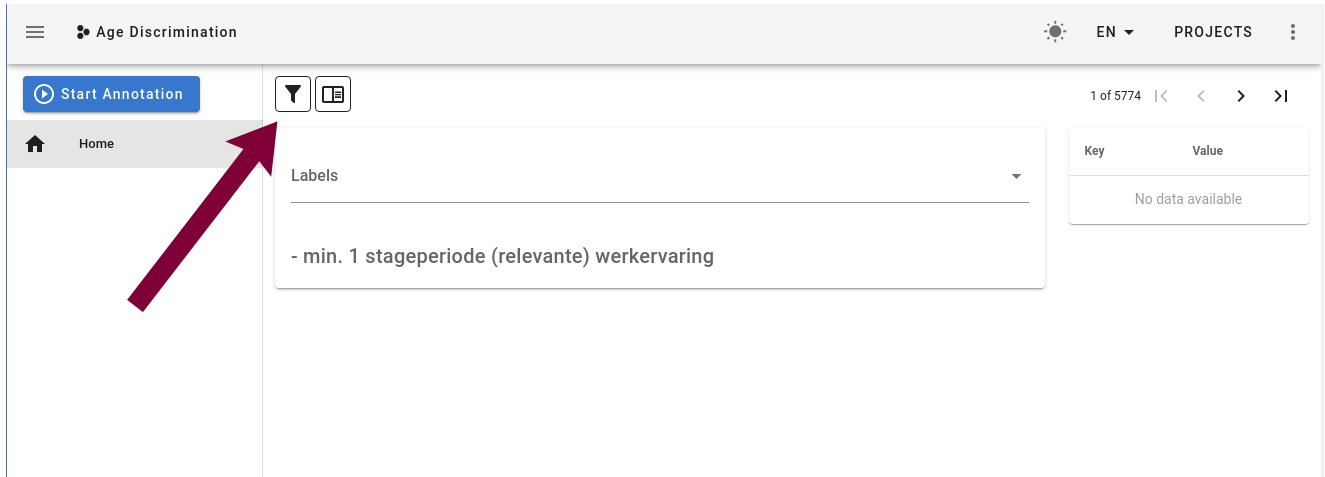 Age Discrimination
EN
PROJECTS
Start Annotation
1 of 5774
Home
Key Value
Labels
No data available
- min. 1 stageperiode (relevante) werkervaring